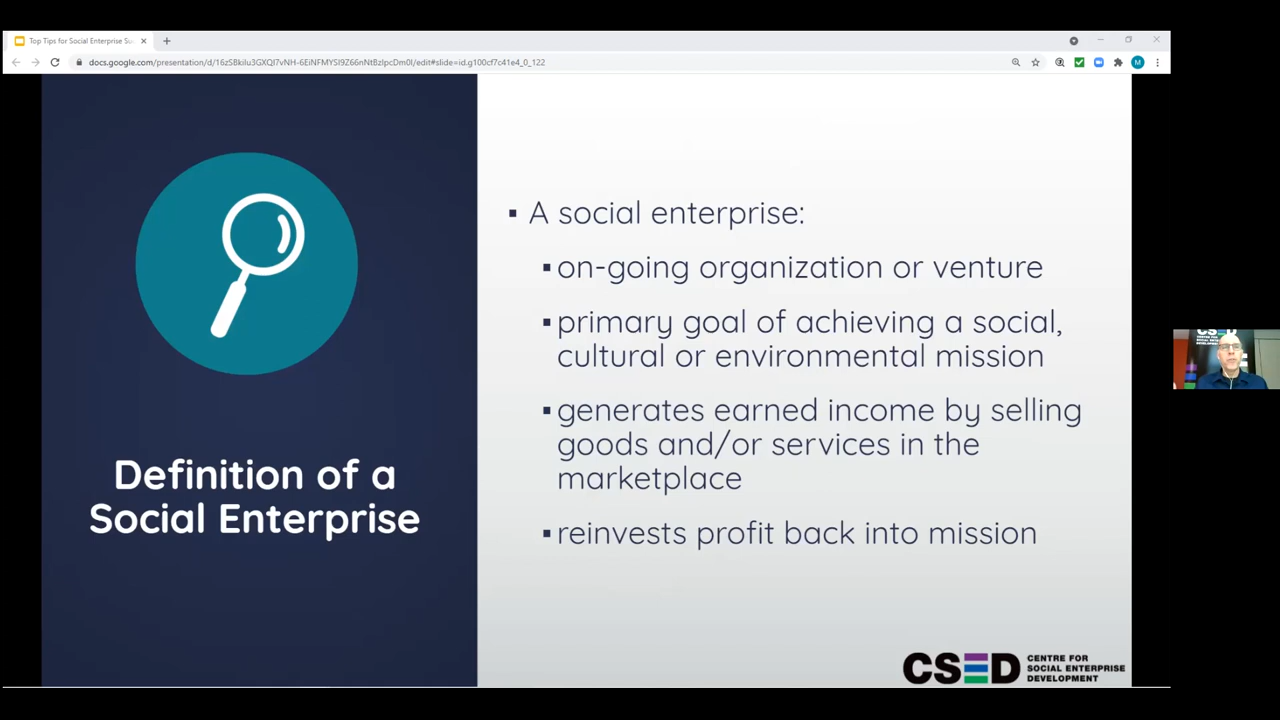 Top Tips for Social Enterprise Su
docs.google.com/presentation/d/16zSBkilu3GXQJ7vNH-6EiNFMYSI9Z66nNtBzlpcDm0I/edit#slide=id.g100cf7c41e4_0_122
M
Definition of a
Social Enterprise
▪ A social enterprise:
▪ on-going organization or venture
▪ primary goal of achieving a social,
cultural or environmental mission
▪ generates earned income by selling
goods and/or services in the
marketplace
▪ reinvests profit back into mission
CSED
CENTRE FOR
SOCIAL ENTERPRISE
DEVELOPMENT
CSED